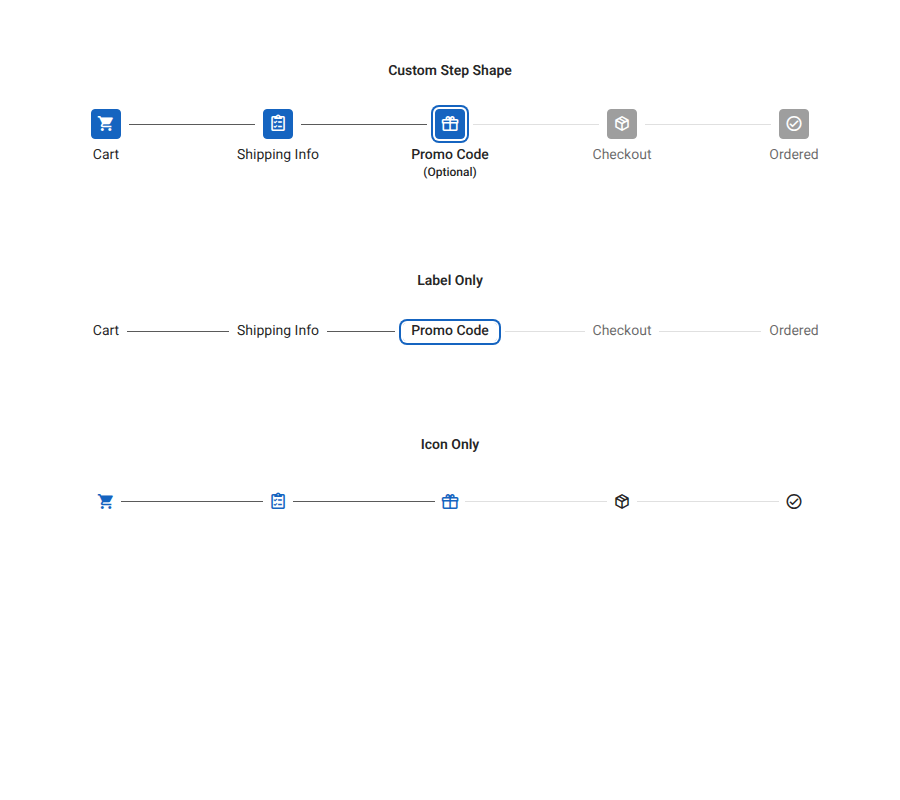 Custom Step Shape
Cart Shipping Info Promo Code Checkout Ordered
(Optional)
Label Only
Cart Shipping Info Promo Code Checkout Ordered
Icon Only